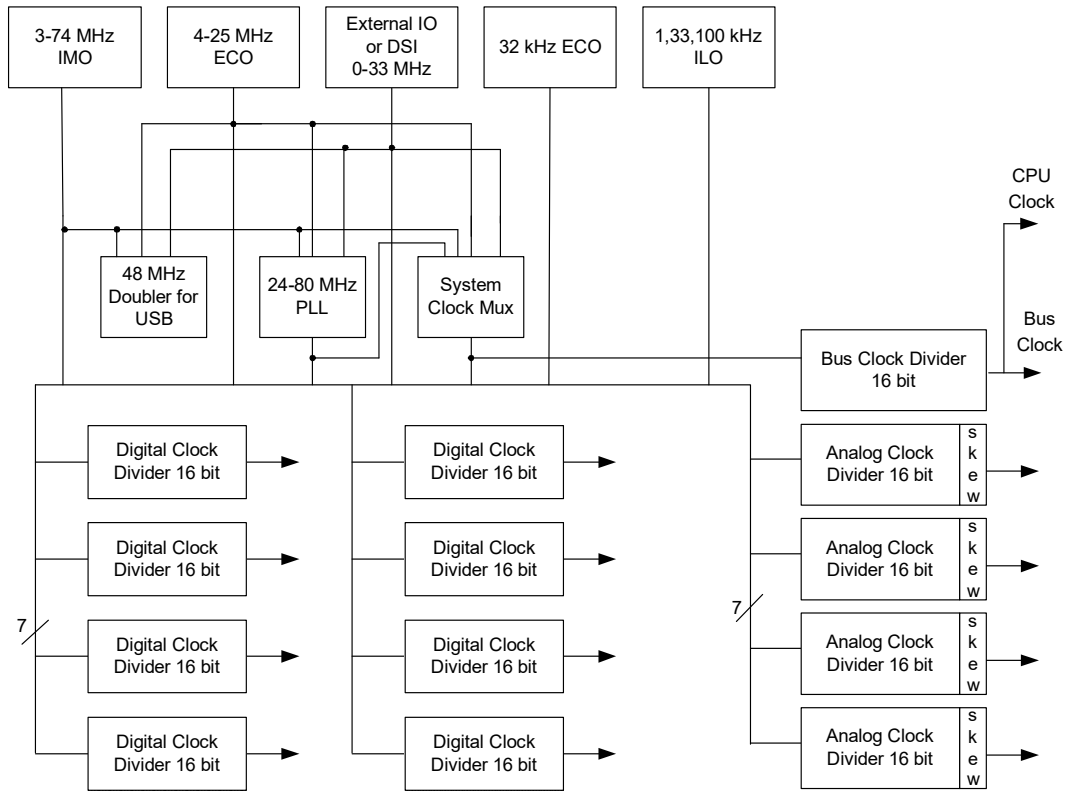 3-74 MHz
IMO
4-25 MHz
ECO
External IO
or DSI
0-33 MHz
32 kHz ECO
1,33,100 kHz
ILO
CPU
Clock
48 MHz
Doubler for
USB
24-80 MHz
PLL
System
Clock Mux
Bus
Clock
Bus Clock Divider
16 bit
Digital Clock
Divider 16 bit
Digital Clock
Divider 16 bit
Analog Clock
Divider 16 bit
s
k
e
w
Digital Clock
Divider 16 bit
Digital Clock
Divider 16 bit
Analog Clock
Divider 16 bit
s
k
e
w
7
7
Digital Clock
Divider 16 bit
Digital Clock
Divider 16 bit
Analog Clock
Divider 16 bit
s
k
e
w
Digital Clock
Divider 16 bit
Digital Clock
Divider 16 bit
Analog Clock
Divider 16 bit
s
k
e
w